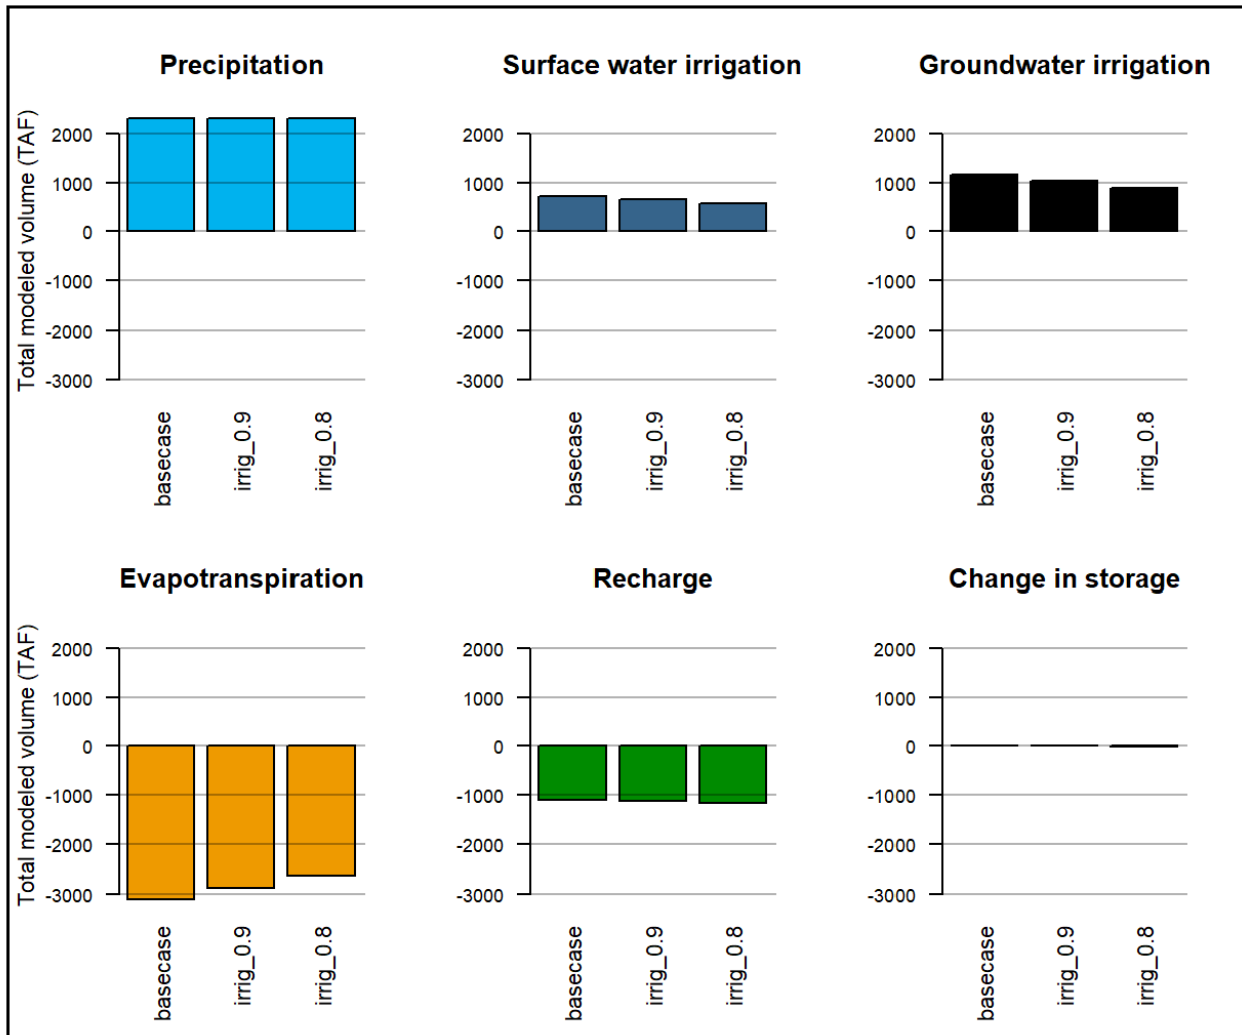 Precipitation
Surface water irrigation
Groundwater irrigation
Total modeled volume (TAF)
2000
1000
0
-1000
-2000
-3000
basecase
irrig_0.9
irrig_0.8
2000
1000
0
-1000
-2000
-3000
basecase
irrig_0.9
irrig_0.8
2000
1000
0
-1000
-2000
-3000
basecase
irrig_0.9
irrig_0.8
Evapotranspiration
Recharge
Change in storage
Total modeled volume (TAF)
2000
1000
0
-1000
-2000
-3000
basecase
irrig_0.9
irrig_0.8
2000
1000
0
-1000
-2000
-3000
basecase
irrig_0.9
irrig_0.8
2000
1000
0
-1000
-2000
-3000
basecase
irrig_0.9
irrig_0.8